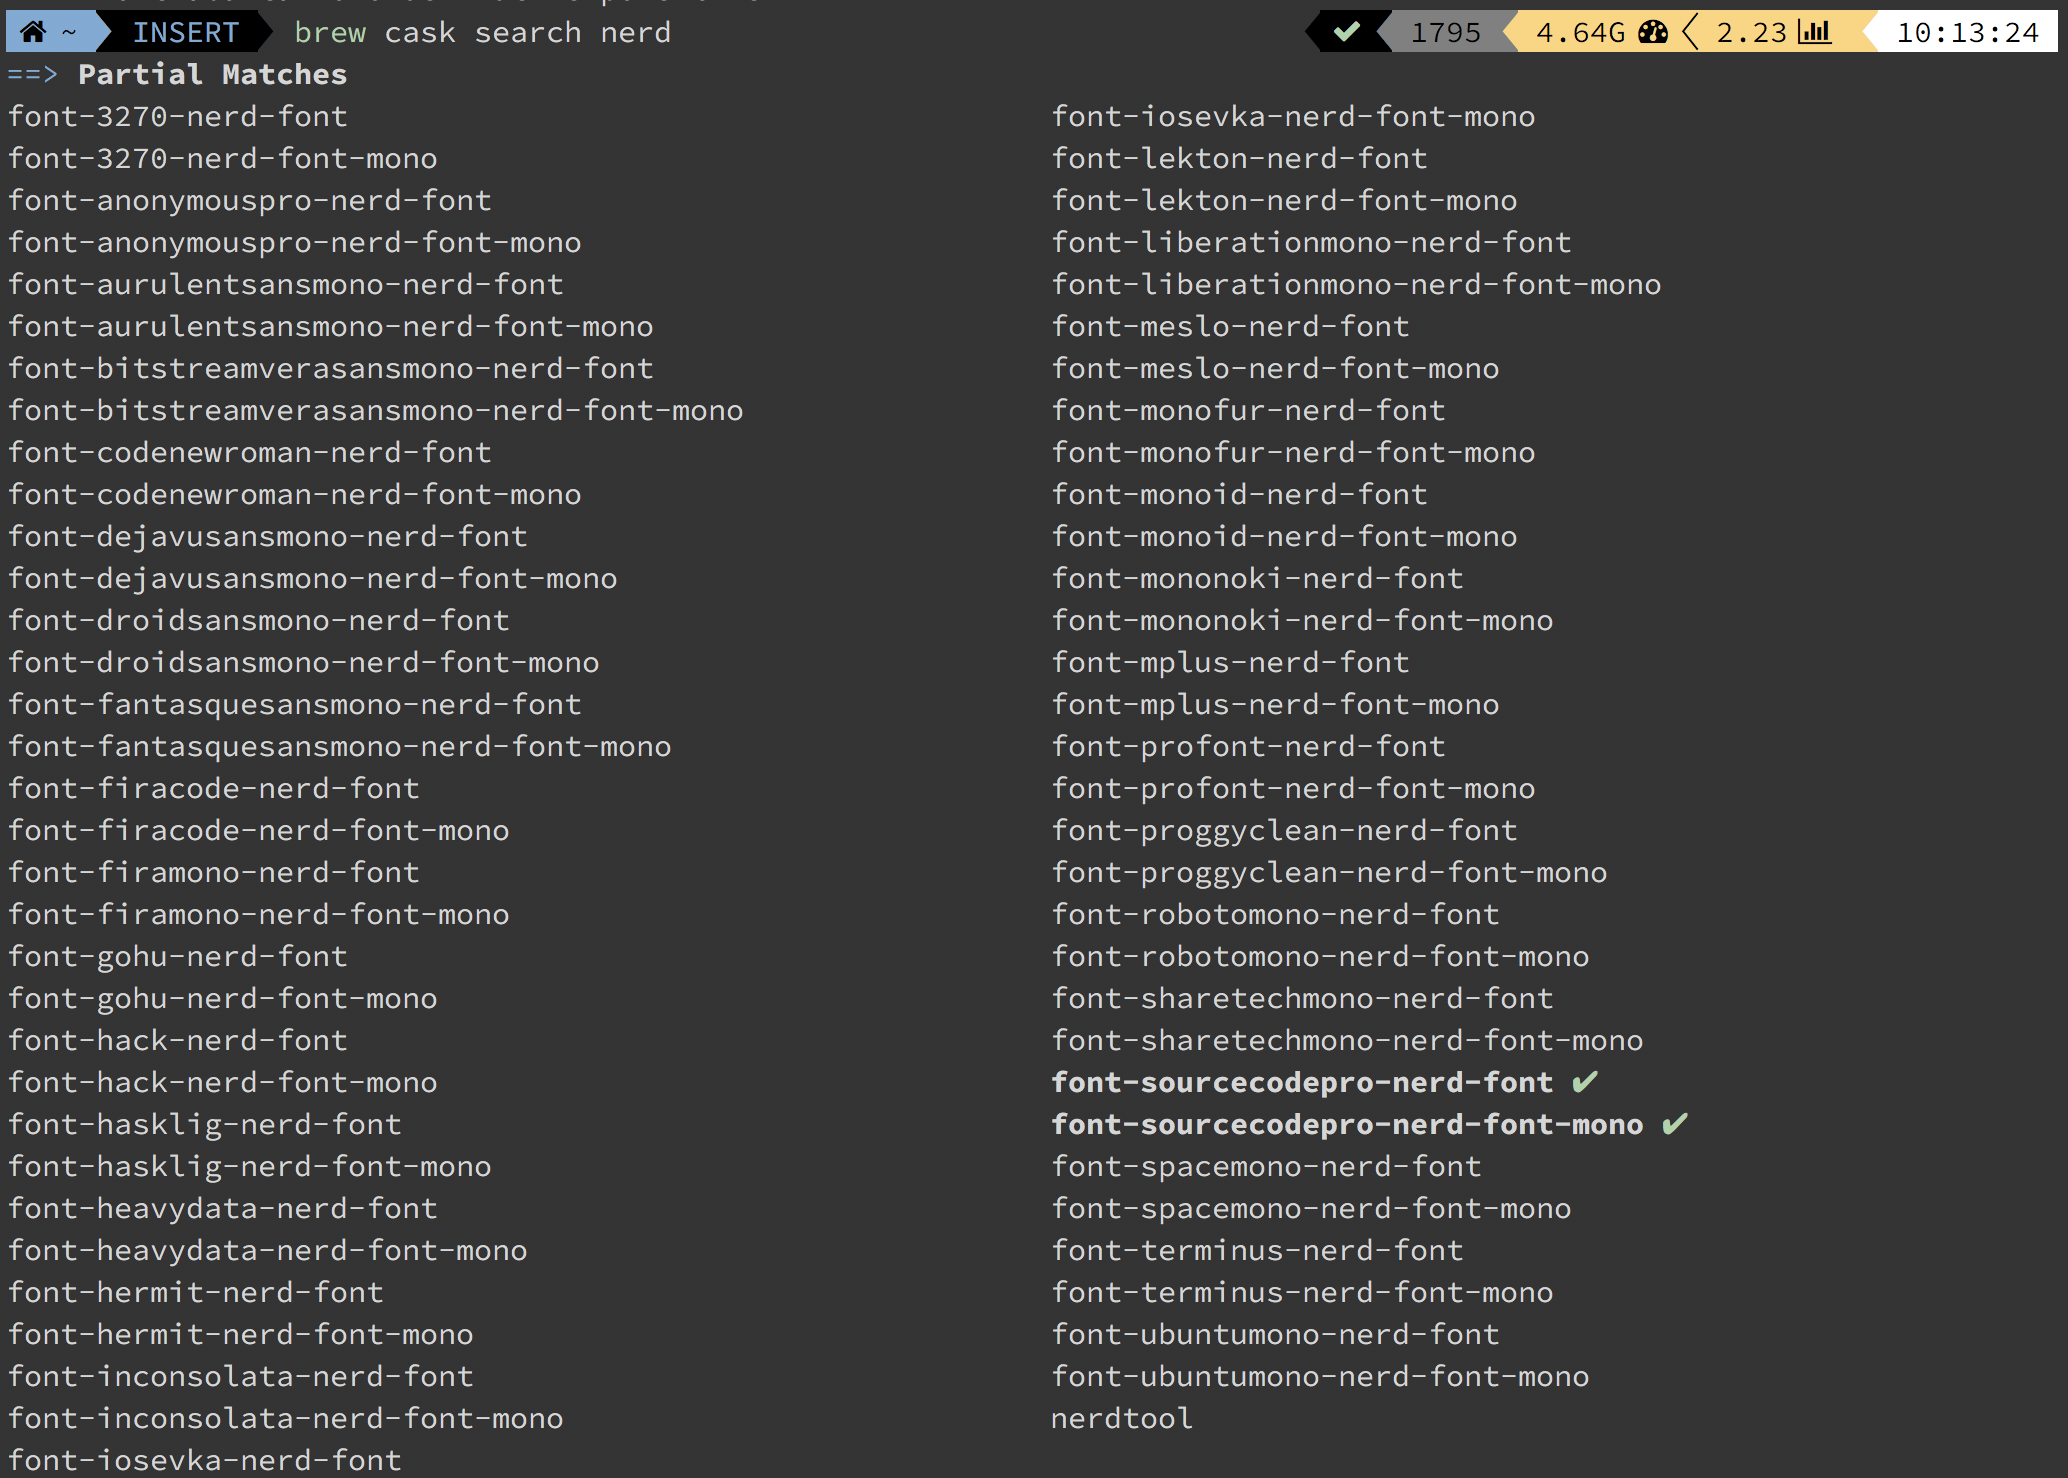 ~ INSERT brew cask search nerd 1795 4.64G 2.23 10:13:24
==> Partial Matches
font-3270-nerd-font font-iosevka-nerd-font-mono
font-3270-nerd-font-mono font-lekton-nerd-font
font-anonymouspro-nerd-font font-lekton-nerd-font-mono
font-anonymouspro-nerd-font-mono font-liberationmono-nerd-font
font-aurulentsansmono-nerd-font font-liberationmono-nerd-font-mono
font-aurulentsansmono-nerd-font-mono font-meslo-nerd-font
font-bitstreamverasansmono-nerd-font font-meslo-nerd-font-mono
font-bitstreamverasansmono-nerd-font-mono font-monofur-nerd-font
font-codenewroman-nerd-font font-monofur-nerd-font-mono
font-codenewroman-nerd-font-mono font-monoid-nerd-font
font-dejavusansmono-nerd-font font-monoid-nerd-font-mono
font-dejavusansmono-nerd-font-mono font-mononoki-nerd-font
font-droidsansmono-nerd-font font-mononoki-nerd-font-mono
font-droidsansmono-nerd-font-mono font-mplus-nerd-font
font-fantasquesansmono-nerd-font font-mplus-nerd-font-mono
font-fantasquesansmono-nerd-font-mono font-profont-nerd-font
font-firacode-nerd-font font-profont-nerd-font-mono
font-firacode-nerd-font-mono font-proggyclean-nerd-font
font-firamono-nerd-font font-proggyclean-nerd-font-mono
font-firamono-nerd-font-mono font-robotomono-nerd-font
font-gohu-nerd-font font-robotomono-nerd-font-mono
font-gohu-nerd-font-mono font-sharetechmono-nerd-font
font-hack-nerd-font font-sharetechmono-nerd-font-mono
font-hack-nerd-font-mono font-sourcecodepro-nerd-font ✔
font-hasklig-nerd-font font-sourcecodepro-nerd-font-mono ✔
font-hasklig-nerd-font-mono font-spacemono-nerd-font
font-heavydata-nerd-font font-spacemono-nerd-font-mono
font-heavydata-nerd-font-mono font-terminus-nerd-font
font-hermit-nerd-font font-terminus-nerd-font-mono
font-hermit-nerd-font-mono font-ubuntumono-nerd-font
font-inconsolata-nerd-font font-ubuntumono-nerd-font-mono
font-inconsolata-nerd-font-mono nerdtool
font-iosevka-nerd-font